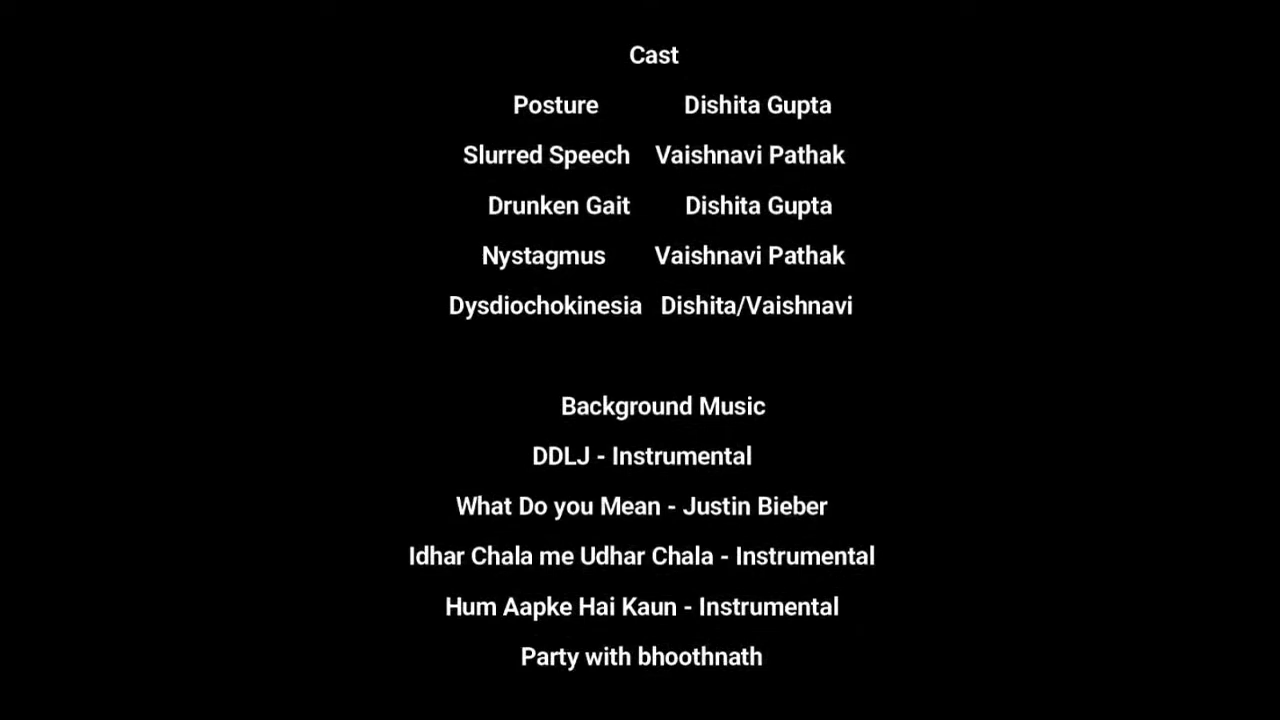 Cast
Posture Dishita Gupta
Slurred Speech Vaishnavi Pathak
Drunken Gait Dishita Gupta
Nystagmus Vaishnavi Pathak
Dysdiochokinesia Dishita/Vaishnavi
Background Music
DDLJ - Instrumental
What Do you Mean - Justin Bieber
Idhar Chala me Udhar Chala - Instrumental
Hum Aapke Hai Kaun - Instrumental
Party with bhoothnath